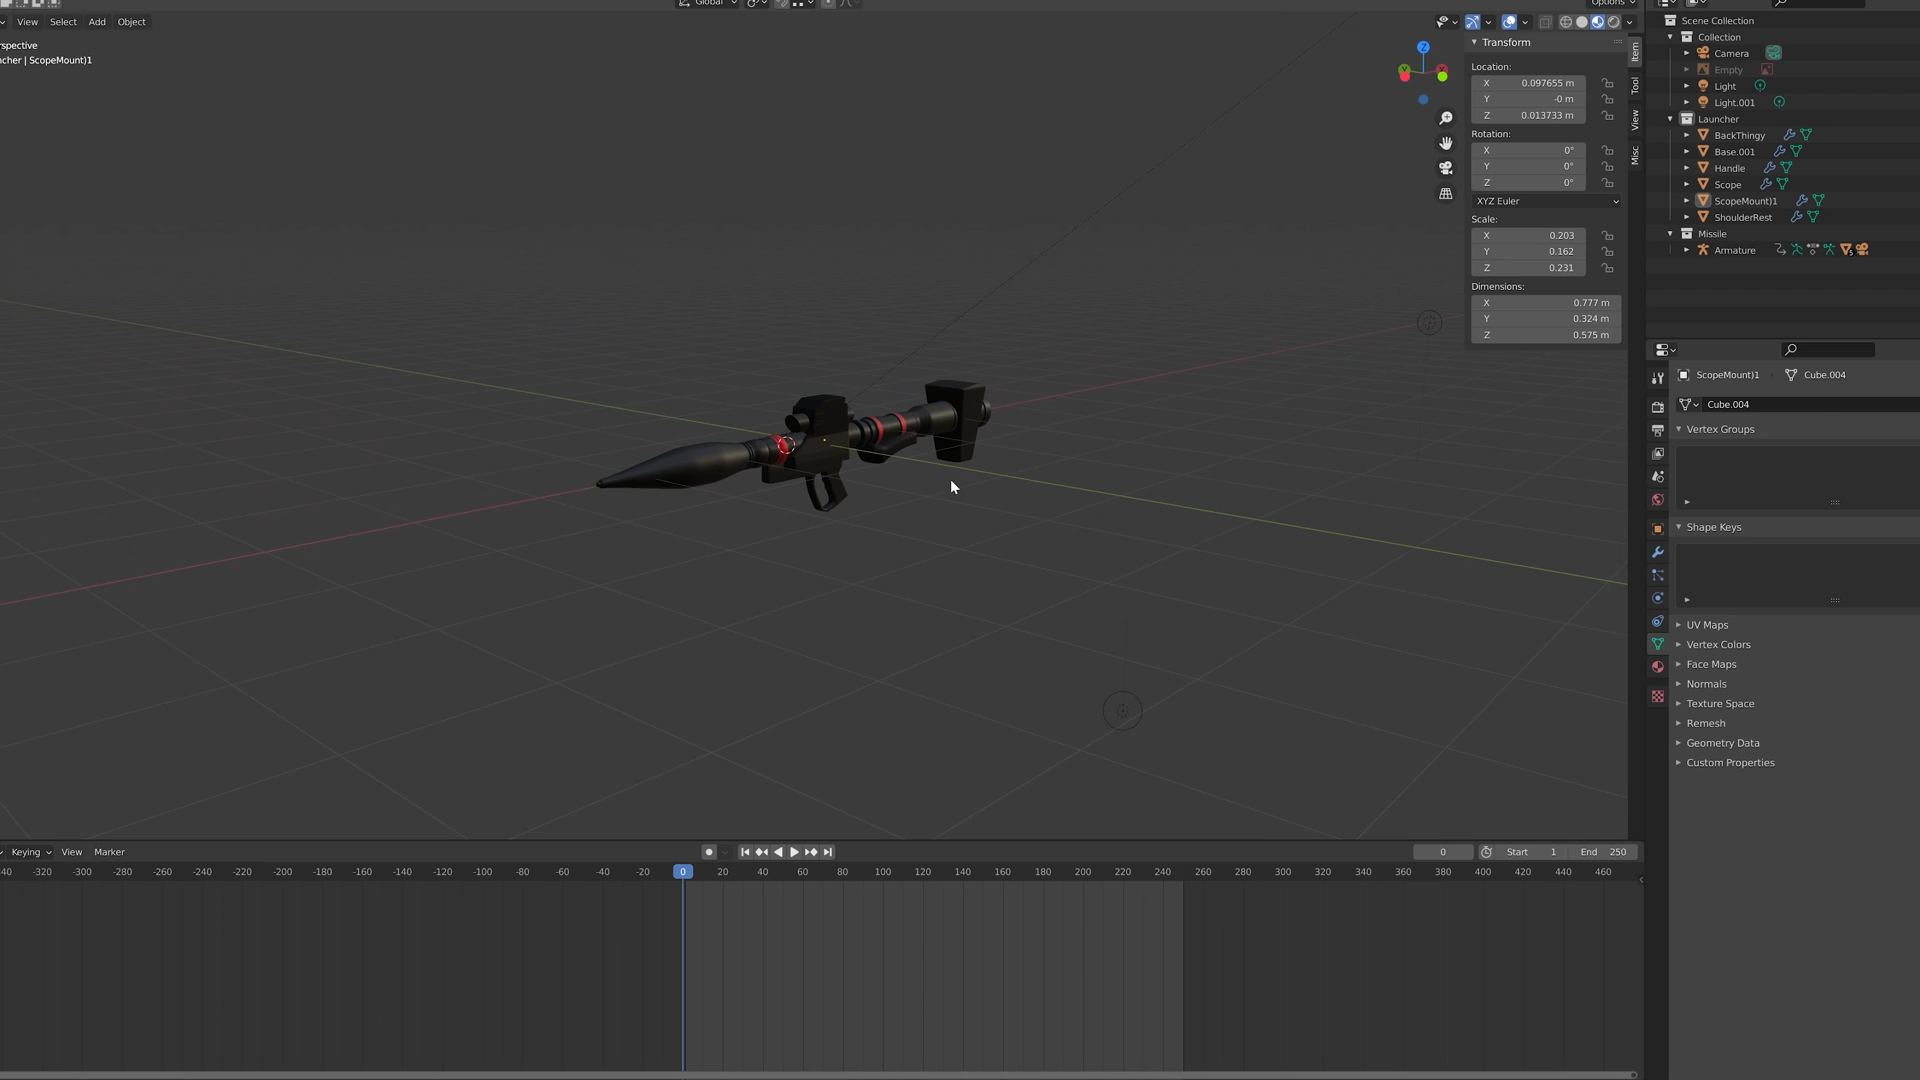 Global
Options
View Select Add Object
rspective
ncher | ScopeMount)1
Transform
Location:
X 0.097655 m
Y -0 m
Z 0.013733 m
Rotation:
X 0°
Y 0°
Z 0°
XYZ Euler
Scale:
X 0.203
Y 0.162
Z 0.231
Dimensions:
X 0.777 m
Y 0.324 m
Z 0.575 m
Item
Tool
View
Misc
Z
Y
X
Scene Collection
Collection
Camera
Empty
Light
Light.001
Launcher
BackThingy
Base.001
Handle
Scope
ScopeMount)1
ShoulderRest
Missile
Armature 5
ScopeMount)1 Cube.004
Cube.004
Vertex Groups
Shape Keys
UV Maps
Vertex Colors
Face Maps
Normals
Texture Space
Remesh
Geometry Data
Custom Properties
Keying View Marker
0 Start 1 End 250
40 -320 -300 -280 -260 -240 -220 -200 -180 -160 -140 -120 -100 -80 -60 -40 -20 0 20 40 60 80 100 120 140 160 180 200 220 240 260 280 300 320 340 360 380 400 420 440 460